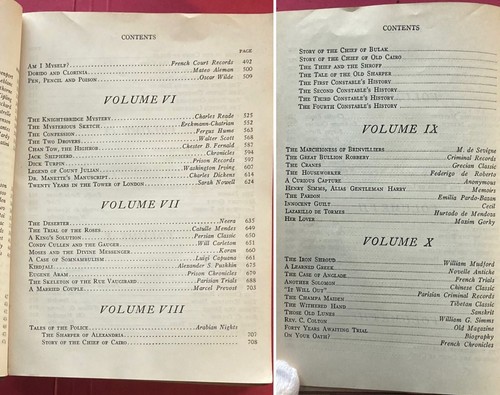 CONTENTS
PAGE
AM I MYSELF? French Court Records 492
DORIDO AND CLORINIA Mateo Aleman 500
PEN, PENCIL AND POISON Oscar Wilde 509
VOLUME VI
THE KNIGHTSBRIDGE MYSTERY Charles Reade 525
THE MYSTERIOUS SKETCH Erckmann-Chatrian 552
THE CONFESSION Fergus Hume 563
THE TWO DROVERS Walter Scott 568
CHAN TOW, THE HIGHROB Chester B. Fernald 587
JACK SHEPHERD Chronicles 594
DICK TURPIN Prison Records 597
LEGEND OF COUNT JULIAN Washington Irving 607
DR. MANETTE'S MANUSCRIPT Charles Dickens 614
TWENTY YEARS IN THE TOWER OF LONDON Sarah Nowell 624
VOLUME VII
THE DESERTER Neera 635
THE TRIAL OF THE ROSES Catulle Mendes 649
A KING'S SOLUTION Persian Classic 650
CONDY CULLEN AND THE GAUGER Will Carleton 651
MOSES AND THE DIVINE MESSENGER Koran 660
A CASE OF SOMNAMBULISM Luigi Capuana 661
KIRDJALI Alexander S. Pushkin 675
EUGENE ARAM Prison Chronicles 679
THE SKELETON OF THE RUE VAUGIRARD Parisian Trials 688
A MARRIED COUPLE Marcel Prevost 703
VOLUME VIII
TALES OF THE POLICE Arabian Nights
THE SHARPER OF ALEXANDRIA 707
STORY OF THE CHIEF OF CAIRO 708
CONTENTS
STORY OF THE CHIEF OF BULAK
STORY OF THE CHIEF OF OLD CAIRO
THE THIEF AND THE SHROFF
THE TALE OF THE OLD SHARPER
THE FIRST CONSTABLE'S HISTORY
THE SECOND CONSTABLE'S HISTORY
THE THIRD CONSTABLE'S HISTORY
THE FOURTH CONSTABLE'S HISTORY
VOLUME IX
THE MARCHIONESS OF BRINVILLIERS M. de Sevigne
THE GREAT BULLION ROBBERY Criminal Records
THE CRANES Grecian Classic
THE HOUSEWORKER Federigo de Roberto
A CURIOUS CAPTURE Anonymous
HENRY SIMMS, ALIAS GENTLEMAN HARRY Memoirs
THE PARDON Emilia Pardo-Bazan
INNOCENT GUILT Cecil
LAZARILLO DE TORMES Hurtado de Mendoza
HER LOVER Maxim Gorky
VOLUME X
THE IRON SHROUD William Mudford
A LEARNED GREEK Novelle Antiche
THE CASE OF ANGLADE French Trials
ANOTHER SOLOMON Chinese Classic
"IT WILL OUT" Parisian Criminal Records
THE CHAMPA MAIDEN Tibetan Classic
THE WITHERED HAND Sanskrit
THOSE OLD LUNES William G. Simms
REV. C. COLTON Old Magazine
FORTY YEARS AWAITING TRIAL Biography
ON YOUR OATH? French Chronicles